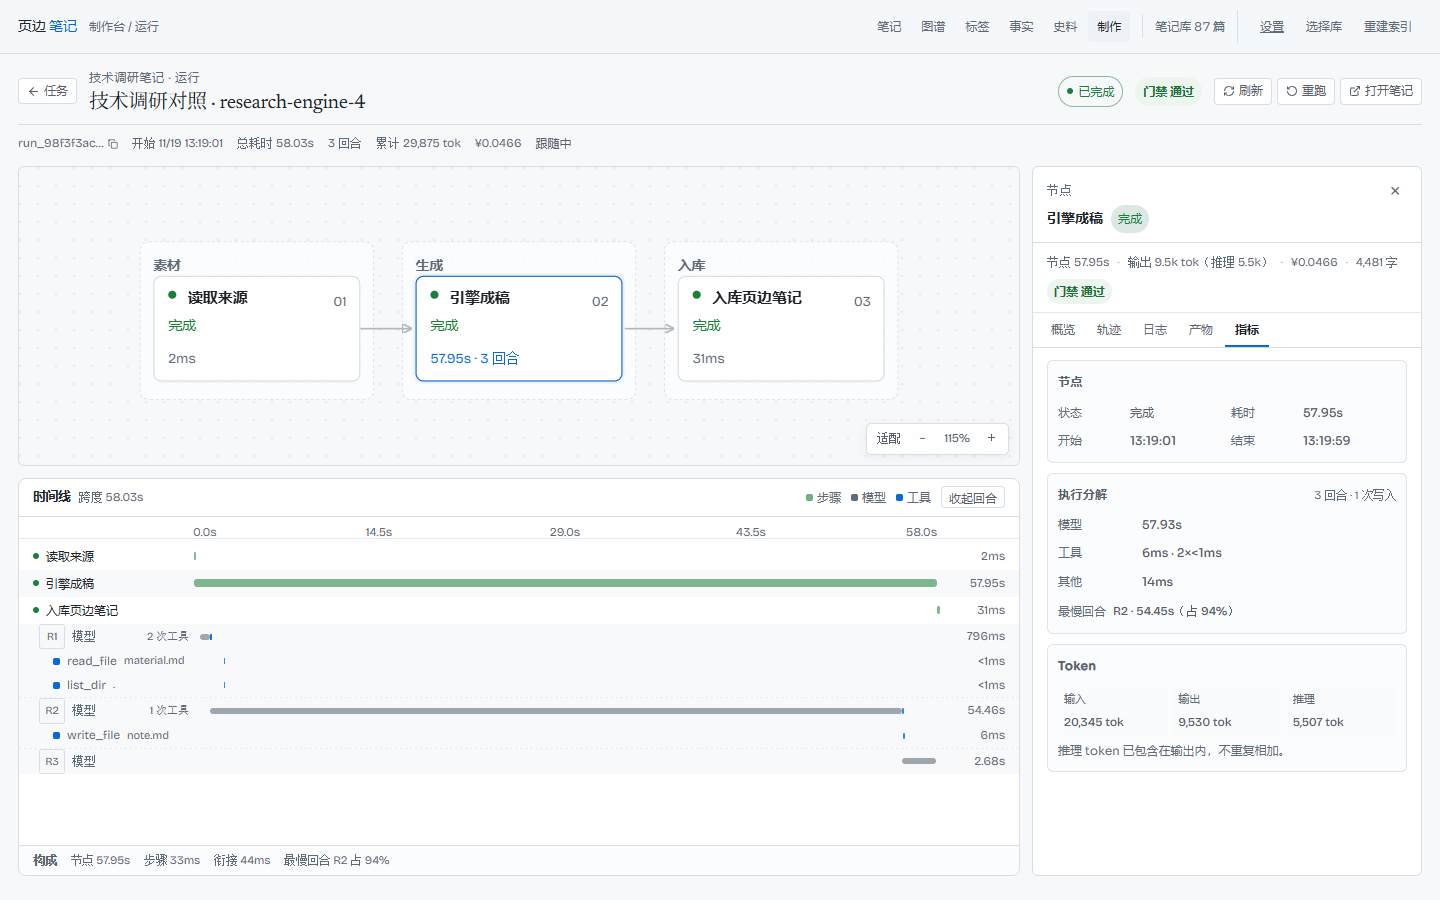 页边 笔记 制作台 / 运行 笔记 图谱 标签 事实 史料 制作 笔记库 87 篇 设置 选择库 重建索引
← 任务
技术调研笔记 · 运行
技术调研对照 · research-engine-4
已完成 门禁 通过 刷新 重跑 打开笔记
run_98f3f3ac... 开始 11/19 13:19:01 总耗时 58.03s 3 回合 累计 29,875 tok ¥0.0466 跟随中
素材
读取来源 01
完成
2ms
生成
引擎成稿 02
完成
57.95s · 3 回合
入库
入库页边笔记 03
完成
31ms
适配 - 115% +
时间线 跨度 58.03s 步骤 模型 工具 收起回合
0.0s 14.5s 29.0s 43.5s 58.0s
读取来源 2ms
引擎成稿 57.95s
入库页边笔记 31ms
R1 模型 2 次工具 796ms
read_file material.md <1ms
list_dir . <1ms
R2 模型 1 次工具 54.46s
write_file note.md 6ms
R3 模型 2.68s
构成 节点 57.95s 步骤 33ms 衔接 44ms 最慢回合 R2 占 94%
节点 ×
引擎成稿 完成
节点 57.95s · 输出 9.5k tok（推理 5.5k） · ¥0.0466 · 4,481 字
门禁 通过
概览 轨迹 日志 产物 指标
节点
状态 完成 耗时 57.95s
开始 13:19:01 结束 13:19:59
执行分解 3 回合 · 1 次写入
模型 57.93s
工具 6ms · 2×<1ms
其他 14ms
最慢回合 R2 · 54.45s（占 94%）
Token
输入 输出 推理
20,345 tok 9,530 tok 5,507 tok
推理 token 已包含在输出内，不重复相加。